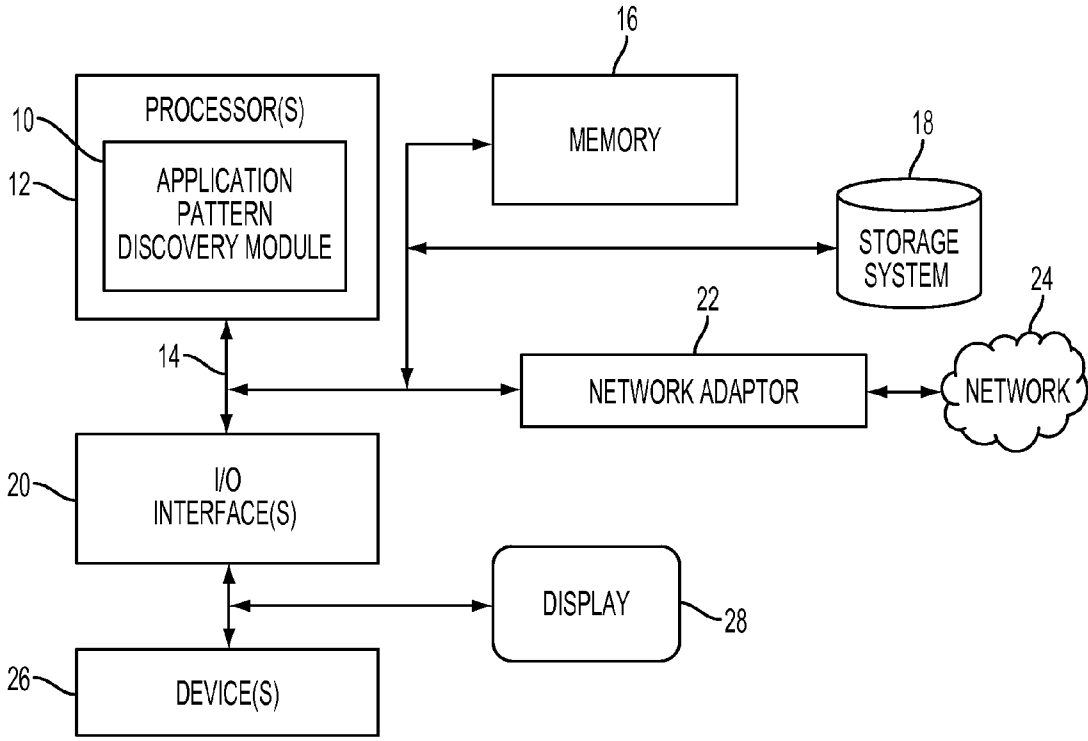 16
PROCESSOR(S)
10
12
APPLICATION
PATTERN
DISCOVERY MODULE
MEMORY
18
STORAGE
SYSTEM
14
22
24
NETWORK ADAPTOR
NETWORK
20
I/O
INTERFACE(S)
DISPLAY
28
26
DEVICE(S)